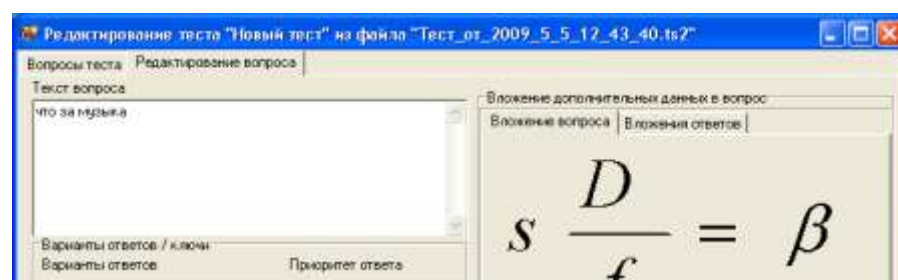 Редактирование теста "Новый тест" из файла "Тест_от_2009_5_5_12_43_40.ts2"
Вопросы теста Редактирование вопроса
Текст вопроса
что за музыка
Варианты ответов / ключи
Варианты ответов Приоритет ответа
Вложение дополнительных данных в вопрос
Вложение вопроса Вложения ответов
s D / f = β